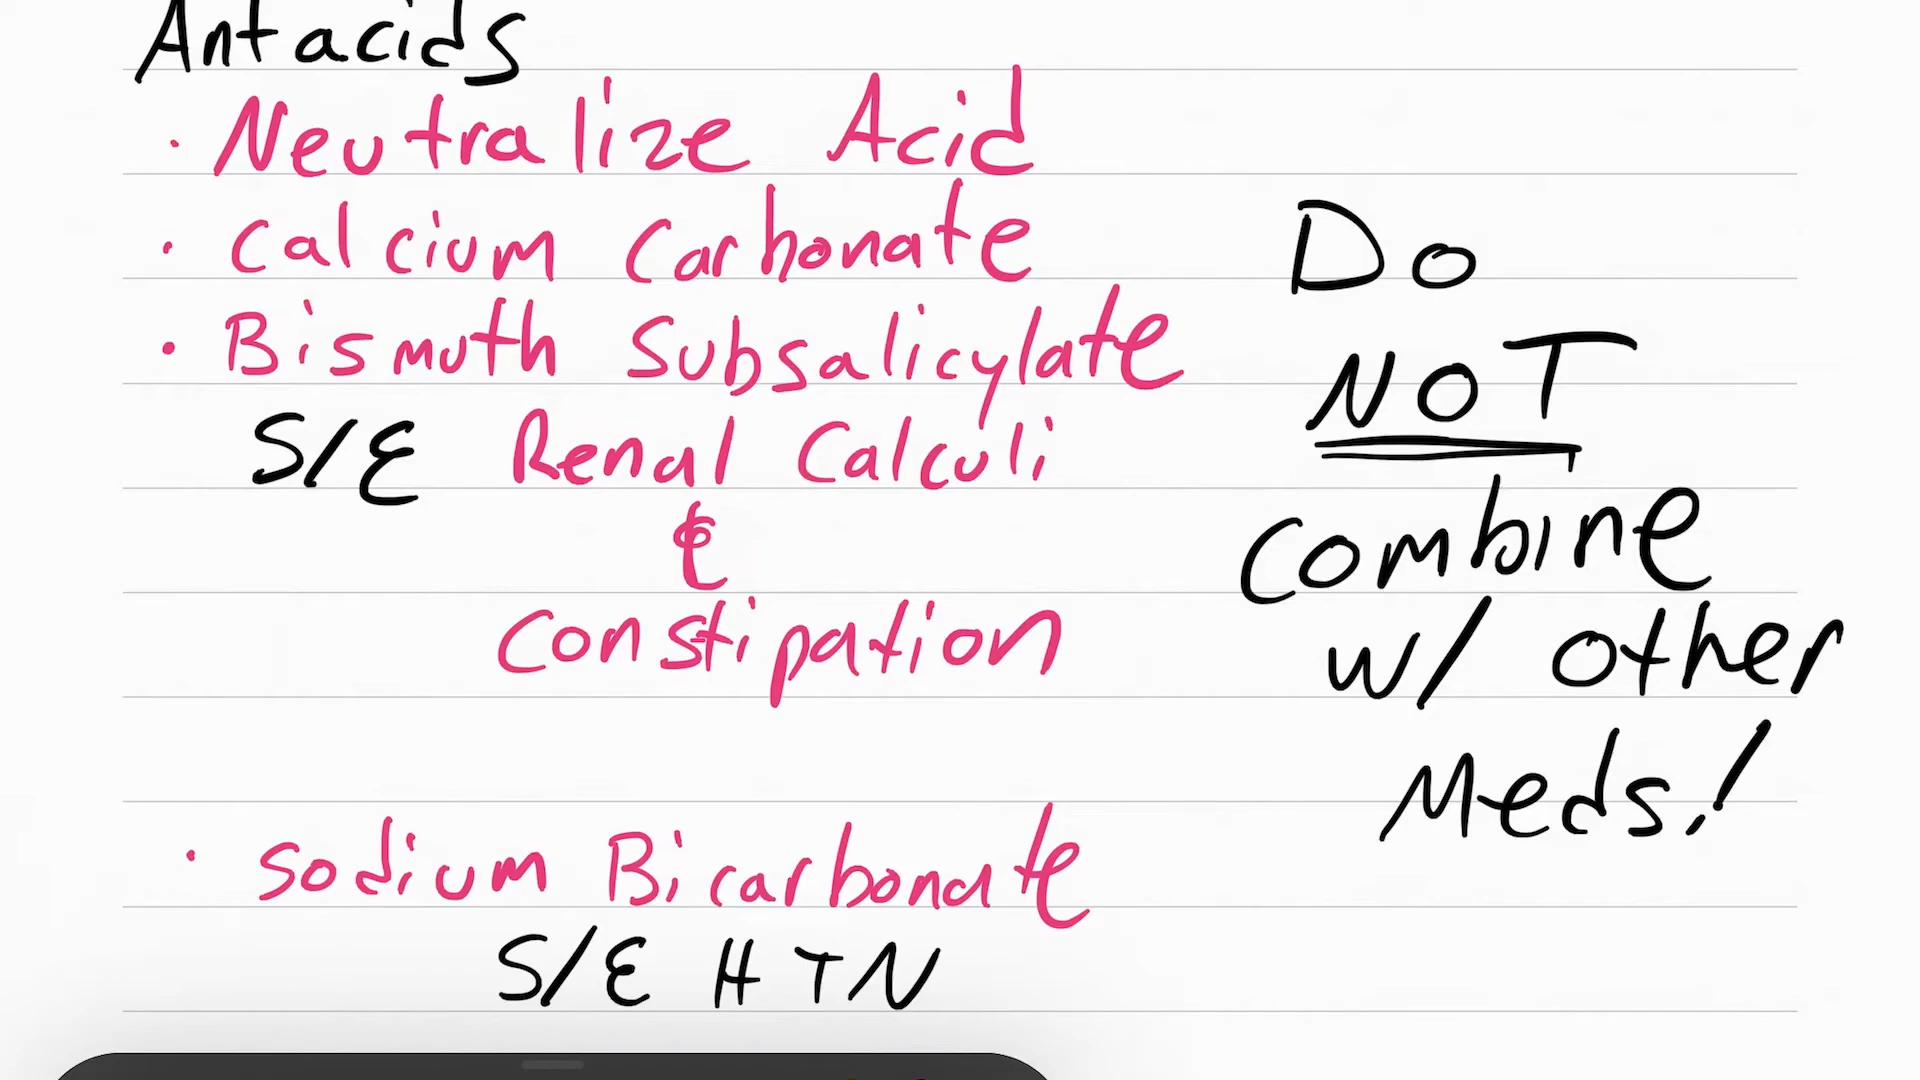 Antacids
· Neutralize Acid
· Calcium Carbonate
· Bismuth Subsalicylate
S/E Renal Calculi
&
Constipation
· Sodium Bicarbonate
S/E HTN
Do
NOT
Combine
w/ other
Meds!